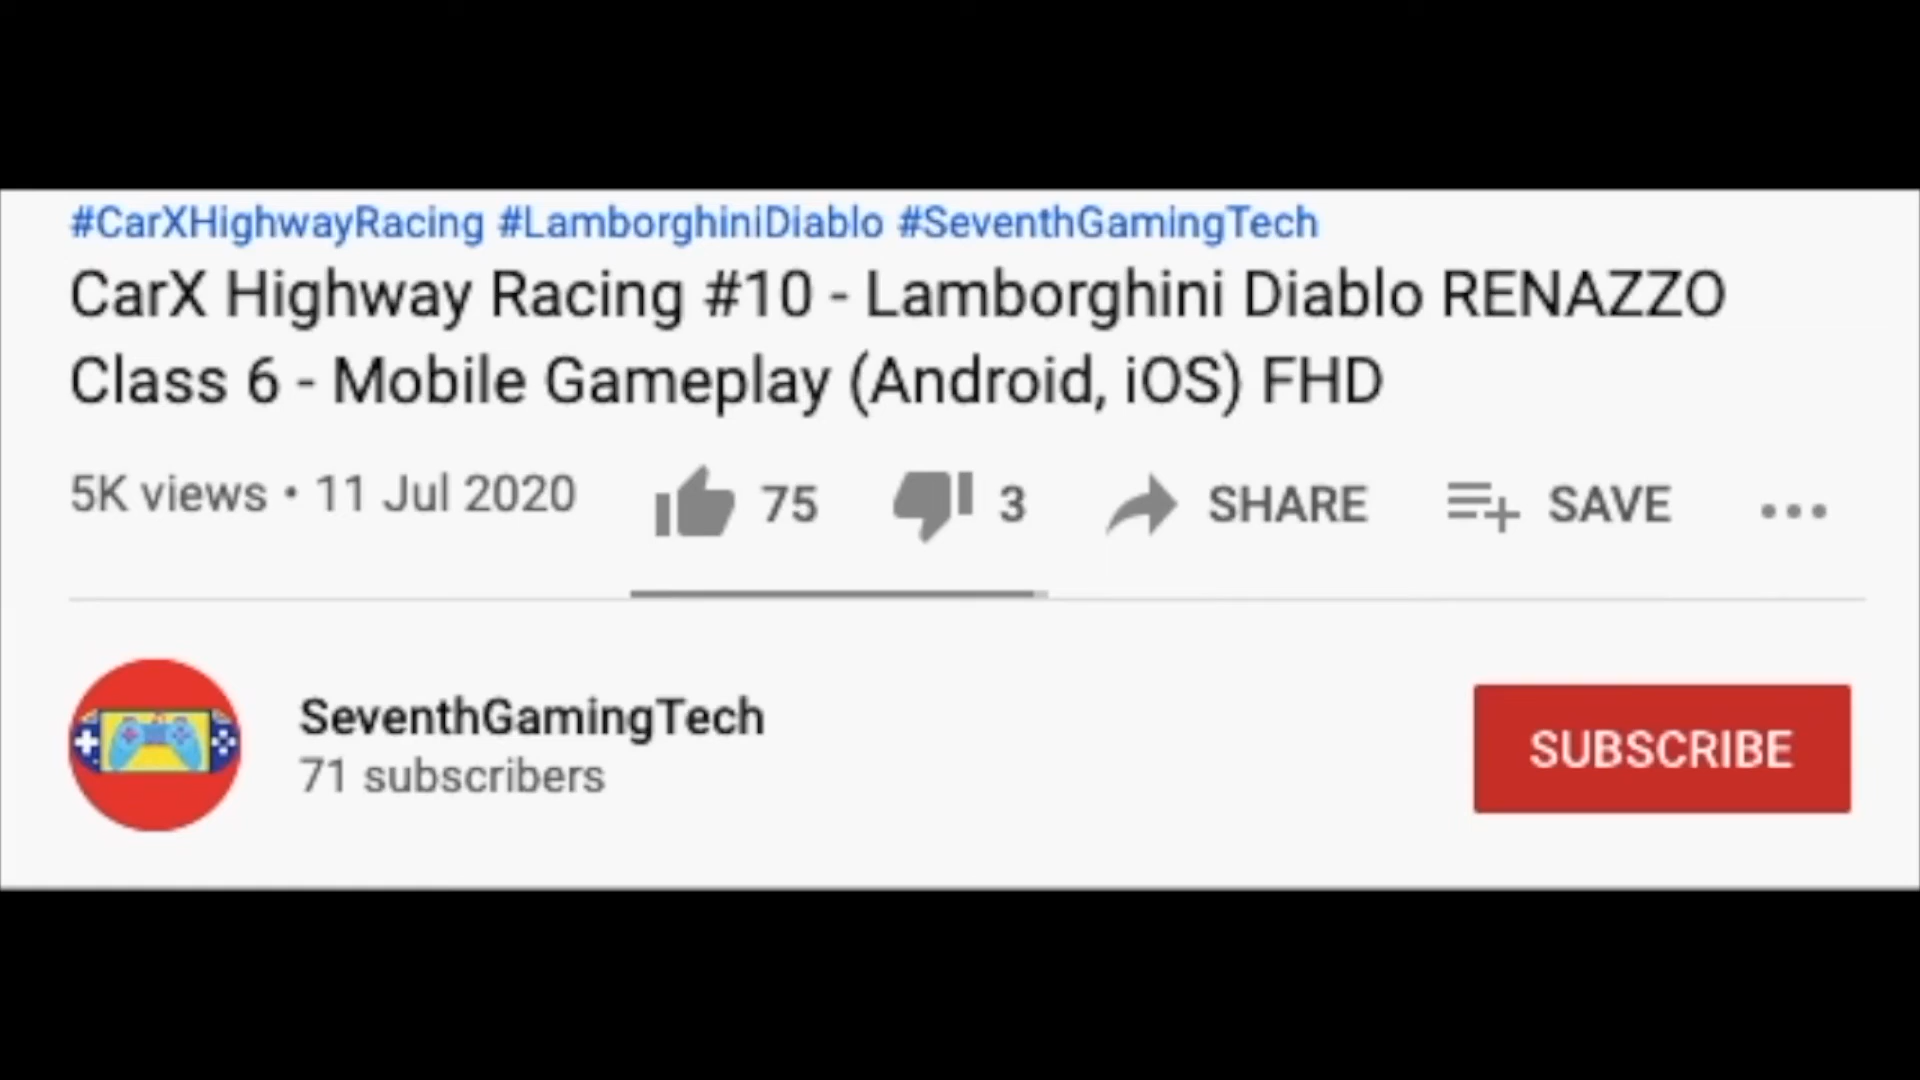 #CarXHighwayRacing #LamborghiniDiablo #SeventhGamingTech
CarX Highway Racing #10 - Lamborghini Diablo RENAZZO
Class 6 - Mobile Gameplay (Android, iOS) FHD
5K views • 11 Jul 2020 75 3 SHARE SAVE
SeventhGamingTech
71 subscribers
SUBSCRIBE